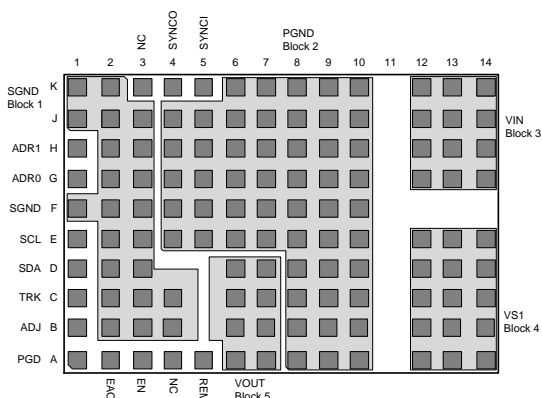 PGND
Block 2
NC
SYNCO
SYNCI
1 2 3 4 5 6 7 8 9 10 11 12 13 14
SGND
Block 1
K
J
VIN
Block 3
ADR1 H
ADR0 G
SGND F
SCL E
SDA D
TRK C
ADJ B
VS1
Block 4
PGD A
EN
NC
VOUT
Block 5